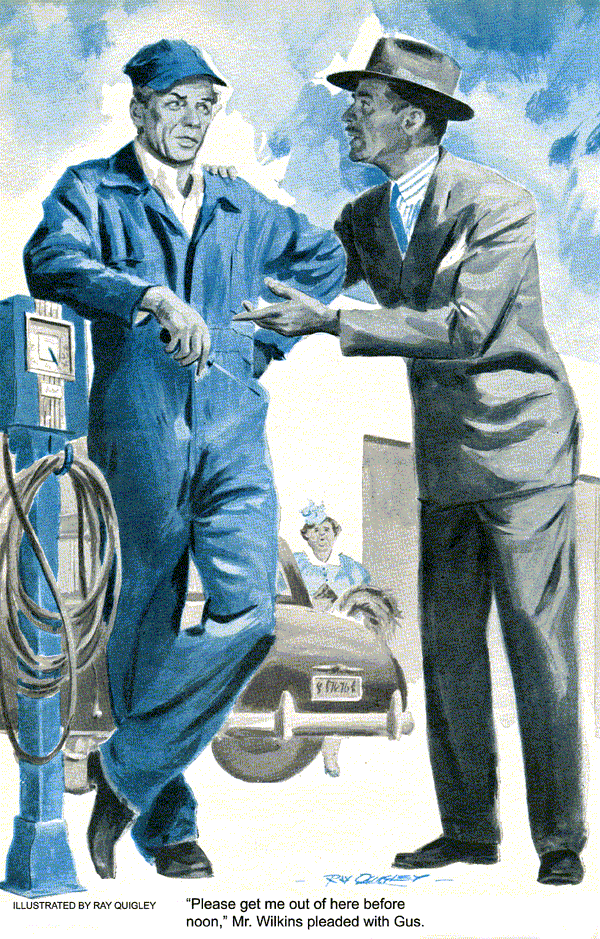 RAY QUIGLEY
ILLUSTRATED BY RAY QUIGLEY
“Please get me out of here before
noon,” Mr. Wilkins pleaded with Gus.